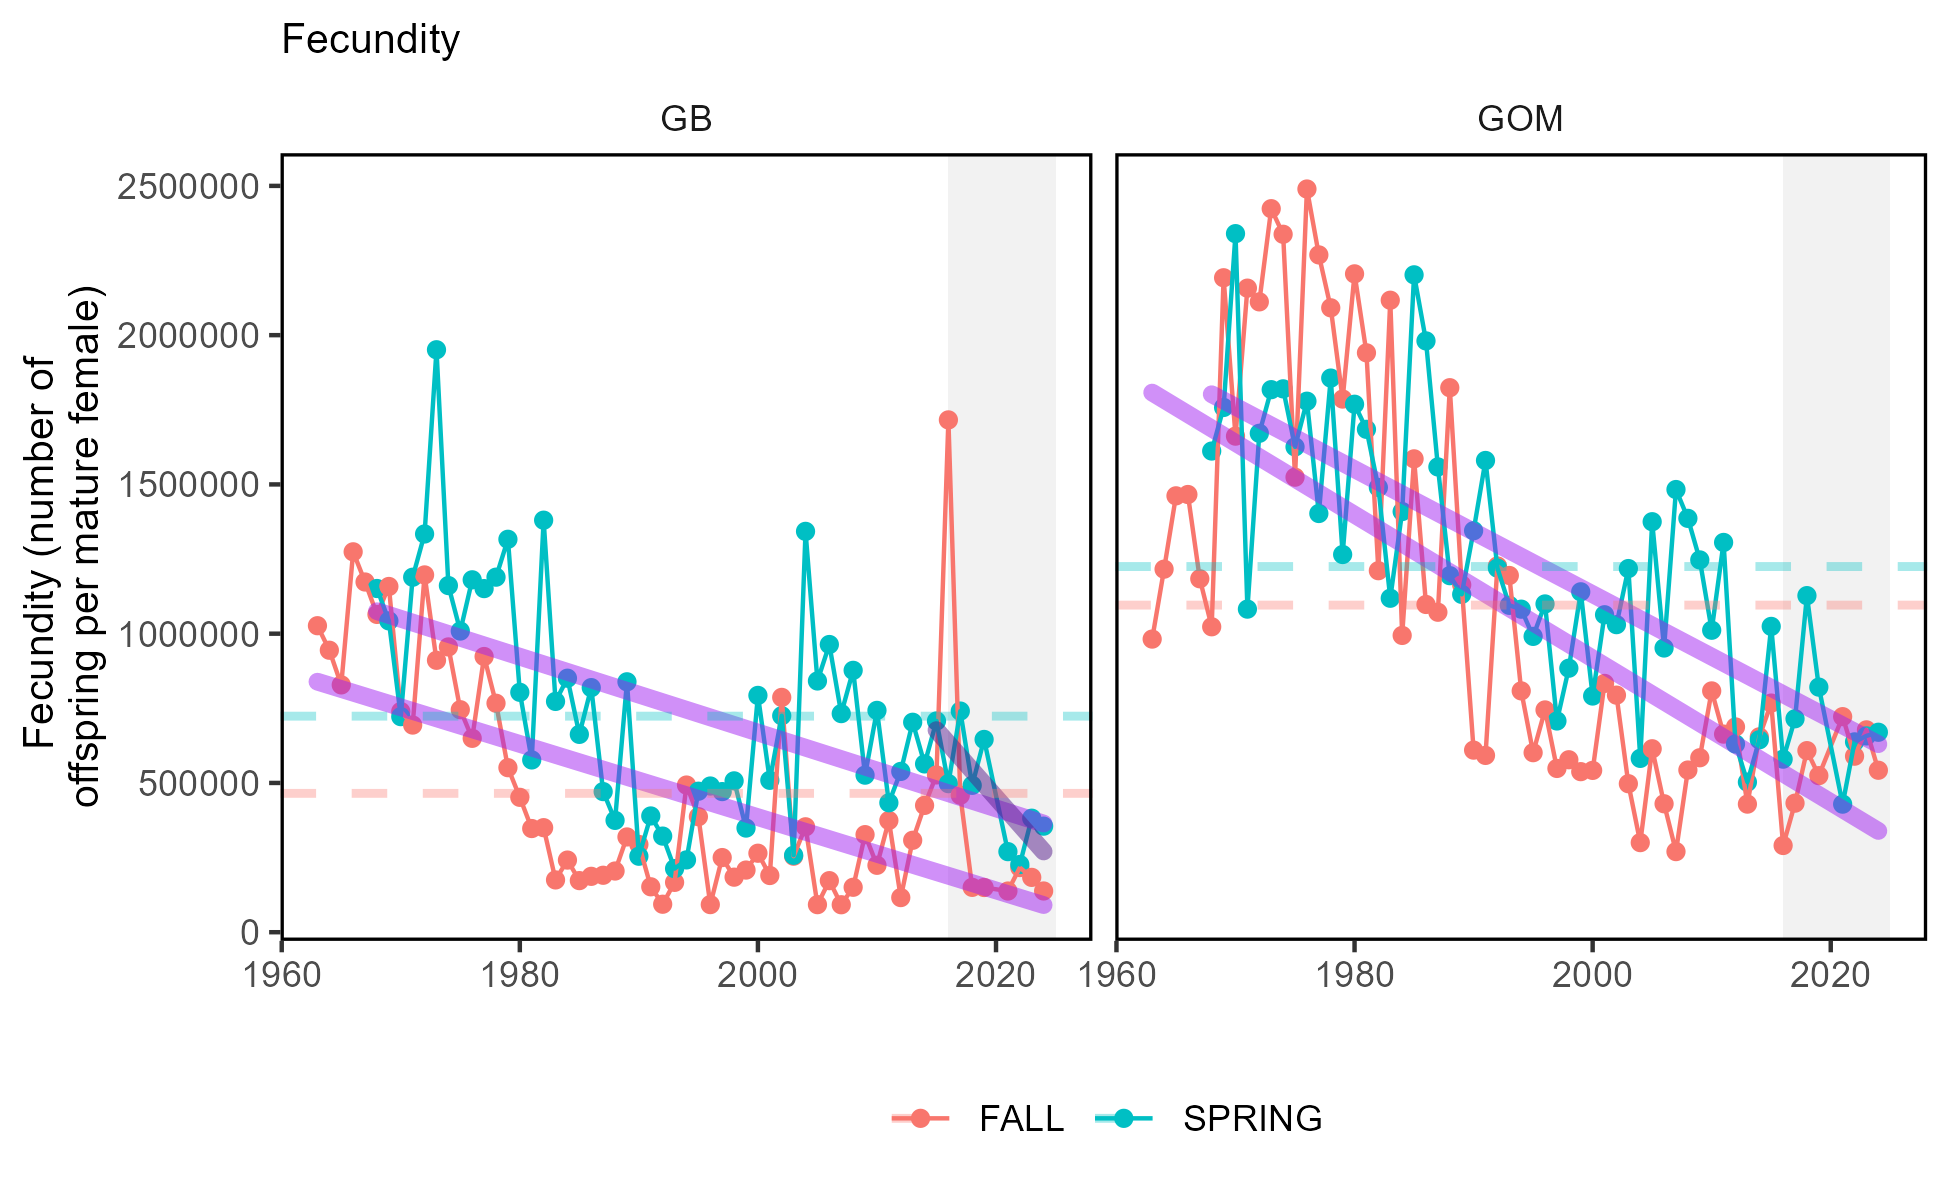 Fecundity
GB
GOM
Fecundity (number of
offspring per mature female)
2500000
2000000
1500000
1000000
500000
0
1960
1980
2000
2020
1960
1980
2000
2020
FALL
SPRING